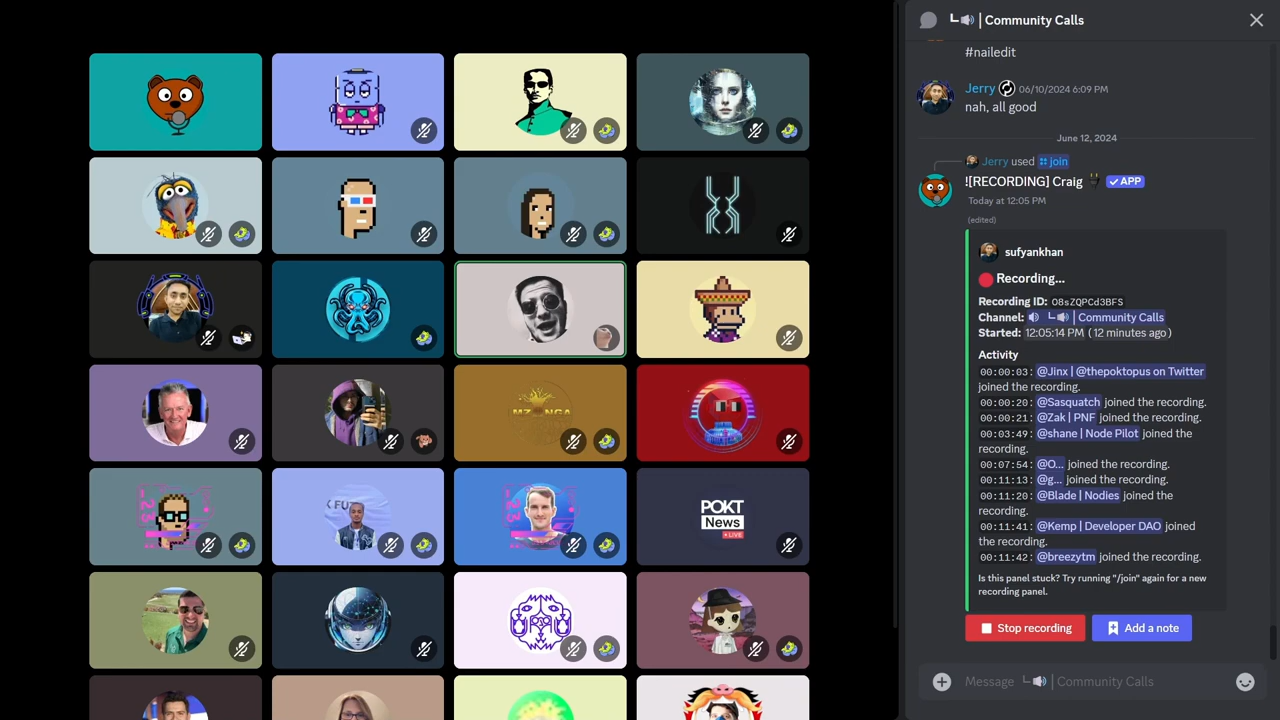 Community Calls
#nailedit
Jerry 06/10/2024 6:09 PM
nah, all good
June 12, 2024
Jerry used join
![RECORDING] Craig APP
Today at 12:05 PM
(edited)
sufyankhan
Recording...
Recording ID: O8sZQPCd3BFS
Channel: Community Calls
Started: 12:05:14 PM (12 minutes ago)
Activity
00:00:03: @Jinx | @thepoktopus on Twitter
joined the recording.
00:00:20: @Sasquatch joined the recording.
00:00:21: @Zak | PNF joined the recording.
00:03:49: @shane | Node Pilot joined the
recording.
00:07:54: @O... joined the recording.
00:11:13: @g... joined the recording.
00:11:20: @Blade | Nodies joined the
recording.
00:11:41: @Kemp | Developer DAO joined
the recording.
00:11:42: @breezytm joined the recording.
Is this panel stuck? Try running "/join" again for a new
recording panel.
Stop recording Add a note
Message Community Calls
POKT
News
LIVE